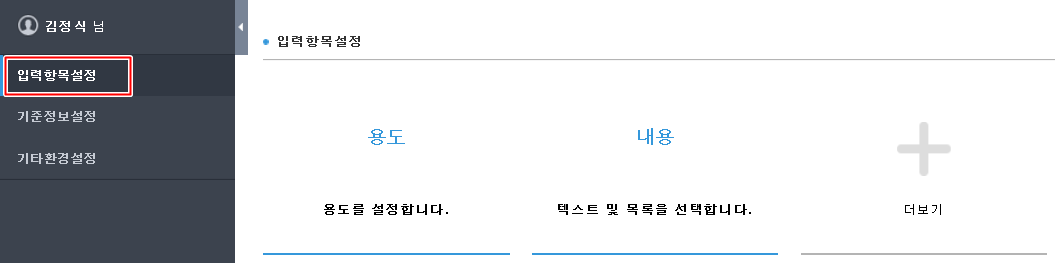 김정식 님
입력항목설정
기준정보설정
기타환경설정
입력항목설정
용도
용도를 설정합니다.
내용
텍스트 및 목록을 선택합니다.
더보기